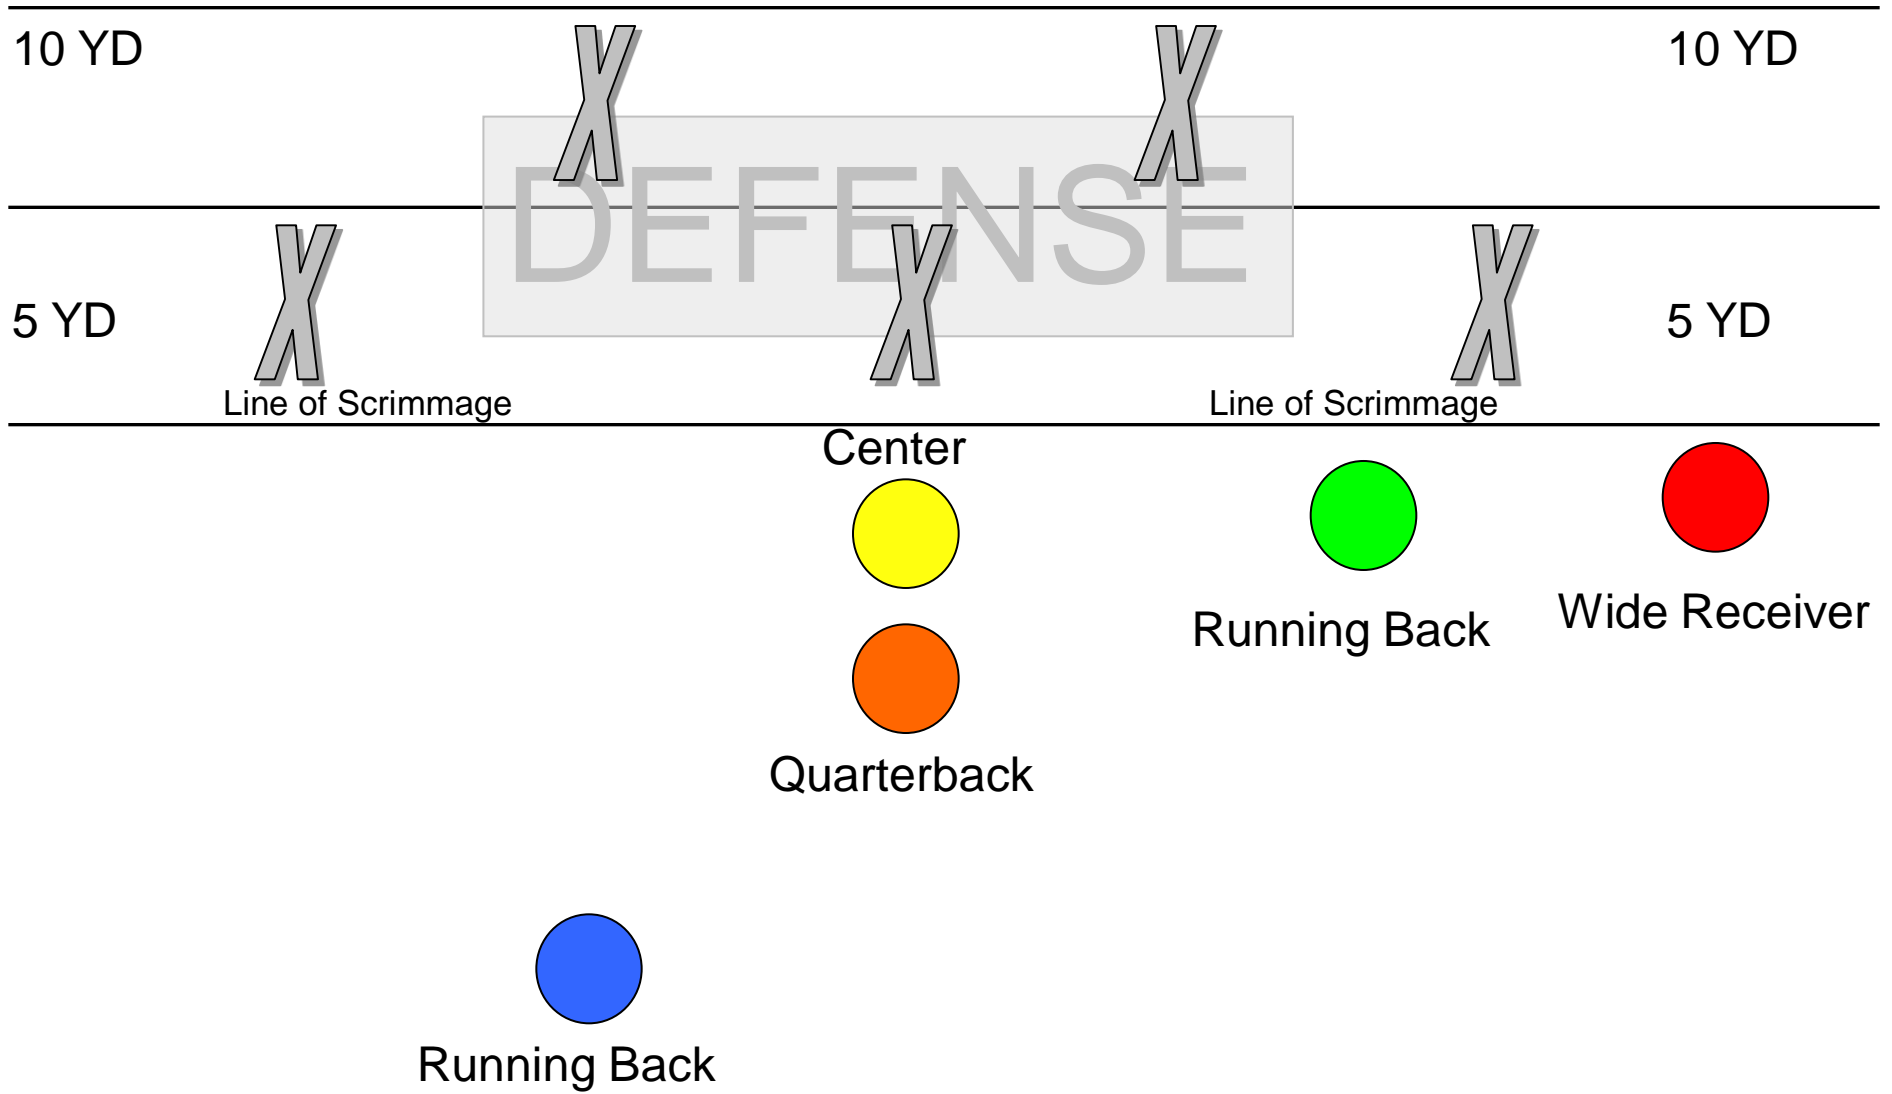 10 YD
10 YD
DEFENSE
5 YD
5 YD
Line of Scrimmage
Line of Scrimmage
Center
Running Back
Wide Receiver
Quarterback
Running Back